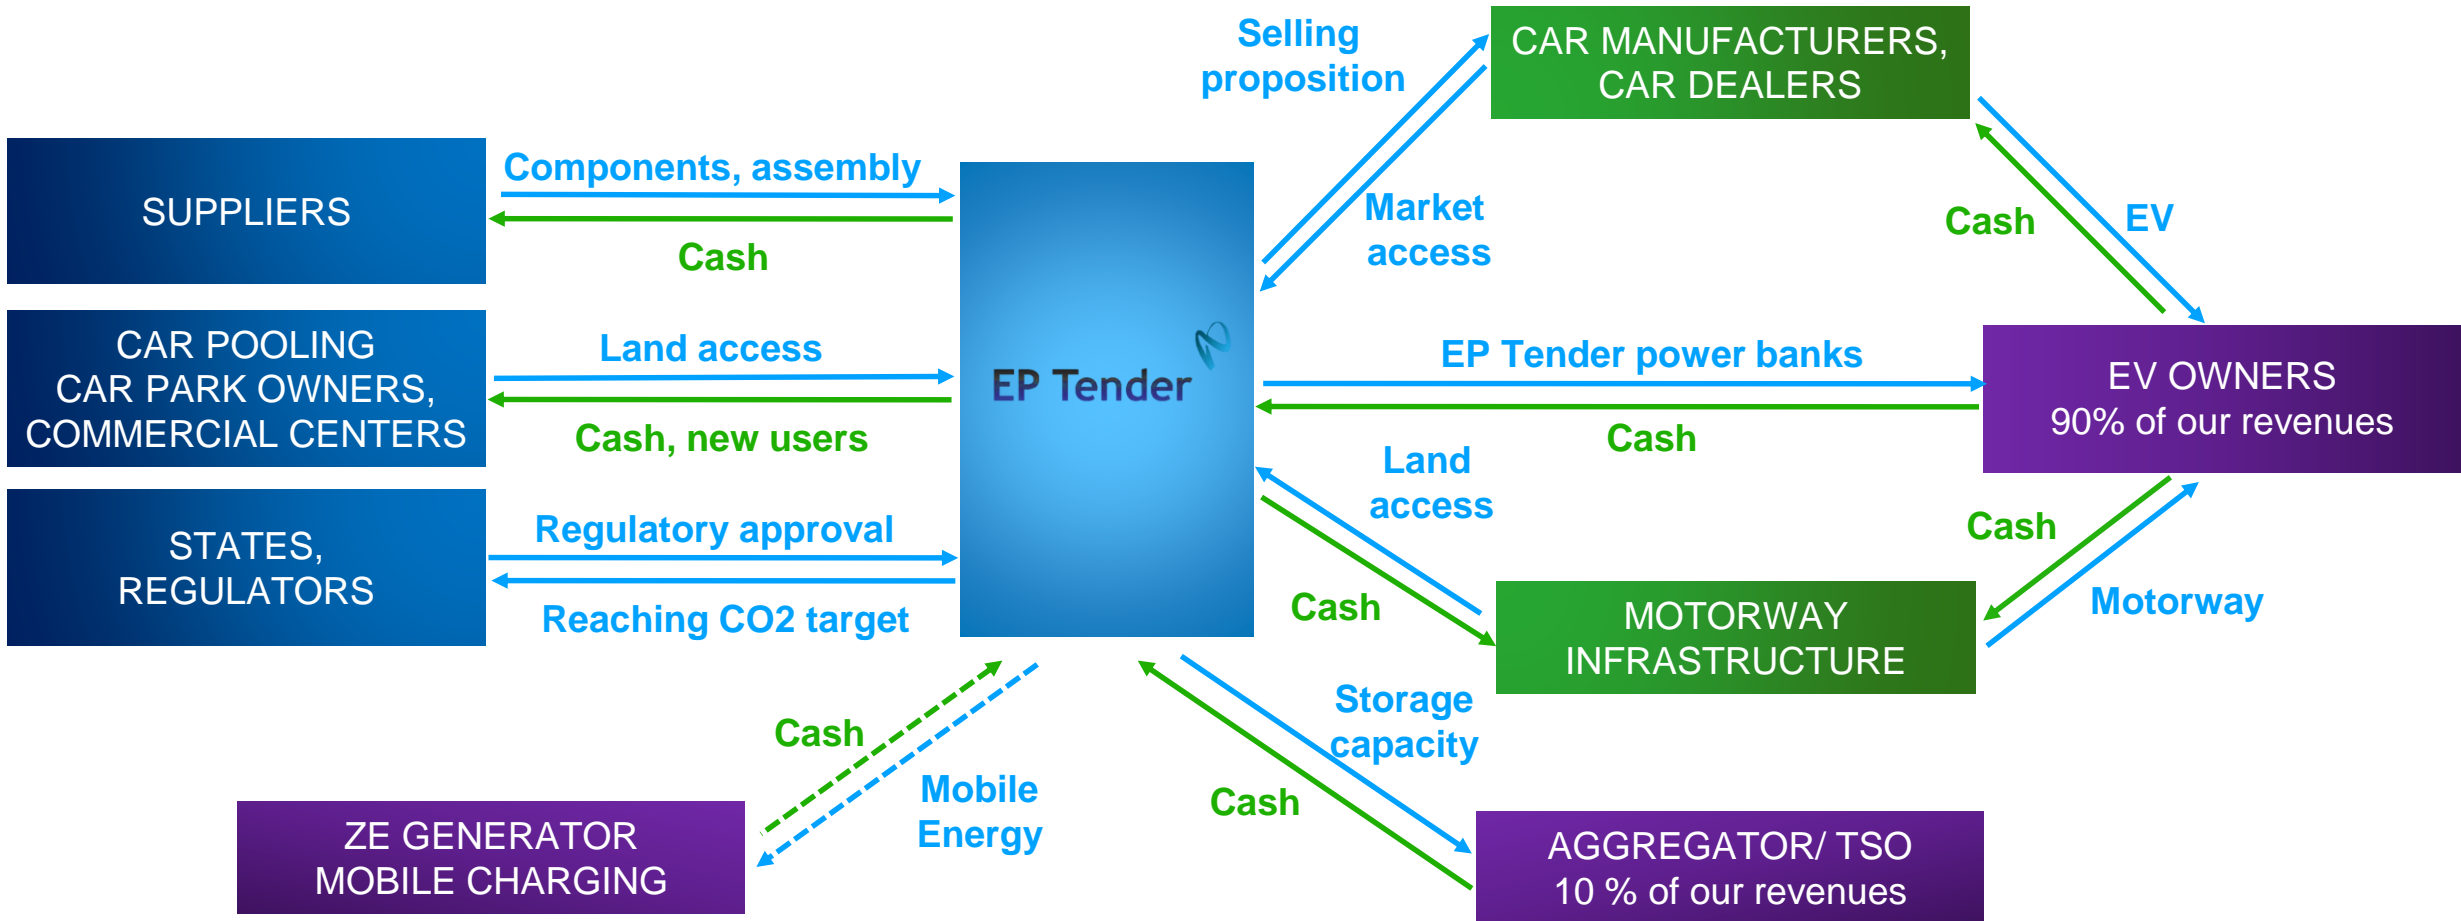 Selling
proposition
CAR MANUFACTURERS,
CAR DEALERS
SUPPLIERS
Components, assembly
Cash
Market
access
Cash
EV
CAR POOLING
CAR PARK OWNERS,
COMMERCIAL CENTERS
Land access
Cash, new users
EP Tender
EP Tender power banks
Cash
EV OWNERS
90% of our revenues
STATES,
REGULATORS
Regulatory approval
Reaching CO2 target
Land
access
Cash
MOTORWAY
INFRASTRUCTURE
Cash
Motorway
Cash
Mobile
Energy
Storage
capacity
Cash
ZE GENERATOR
MOBILE CHARGING
AGGREGATOR/ TSO
10 % of our revenues